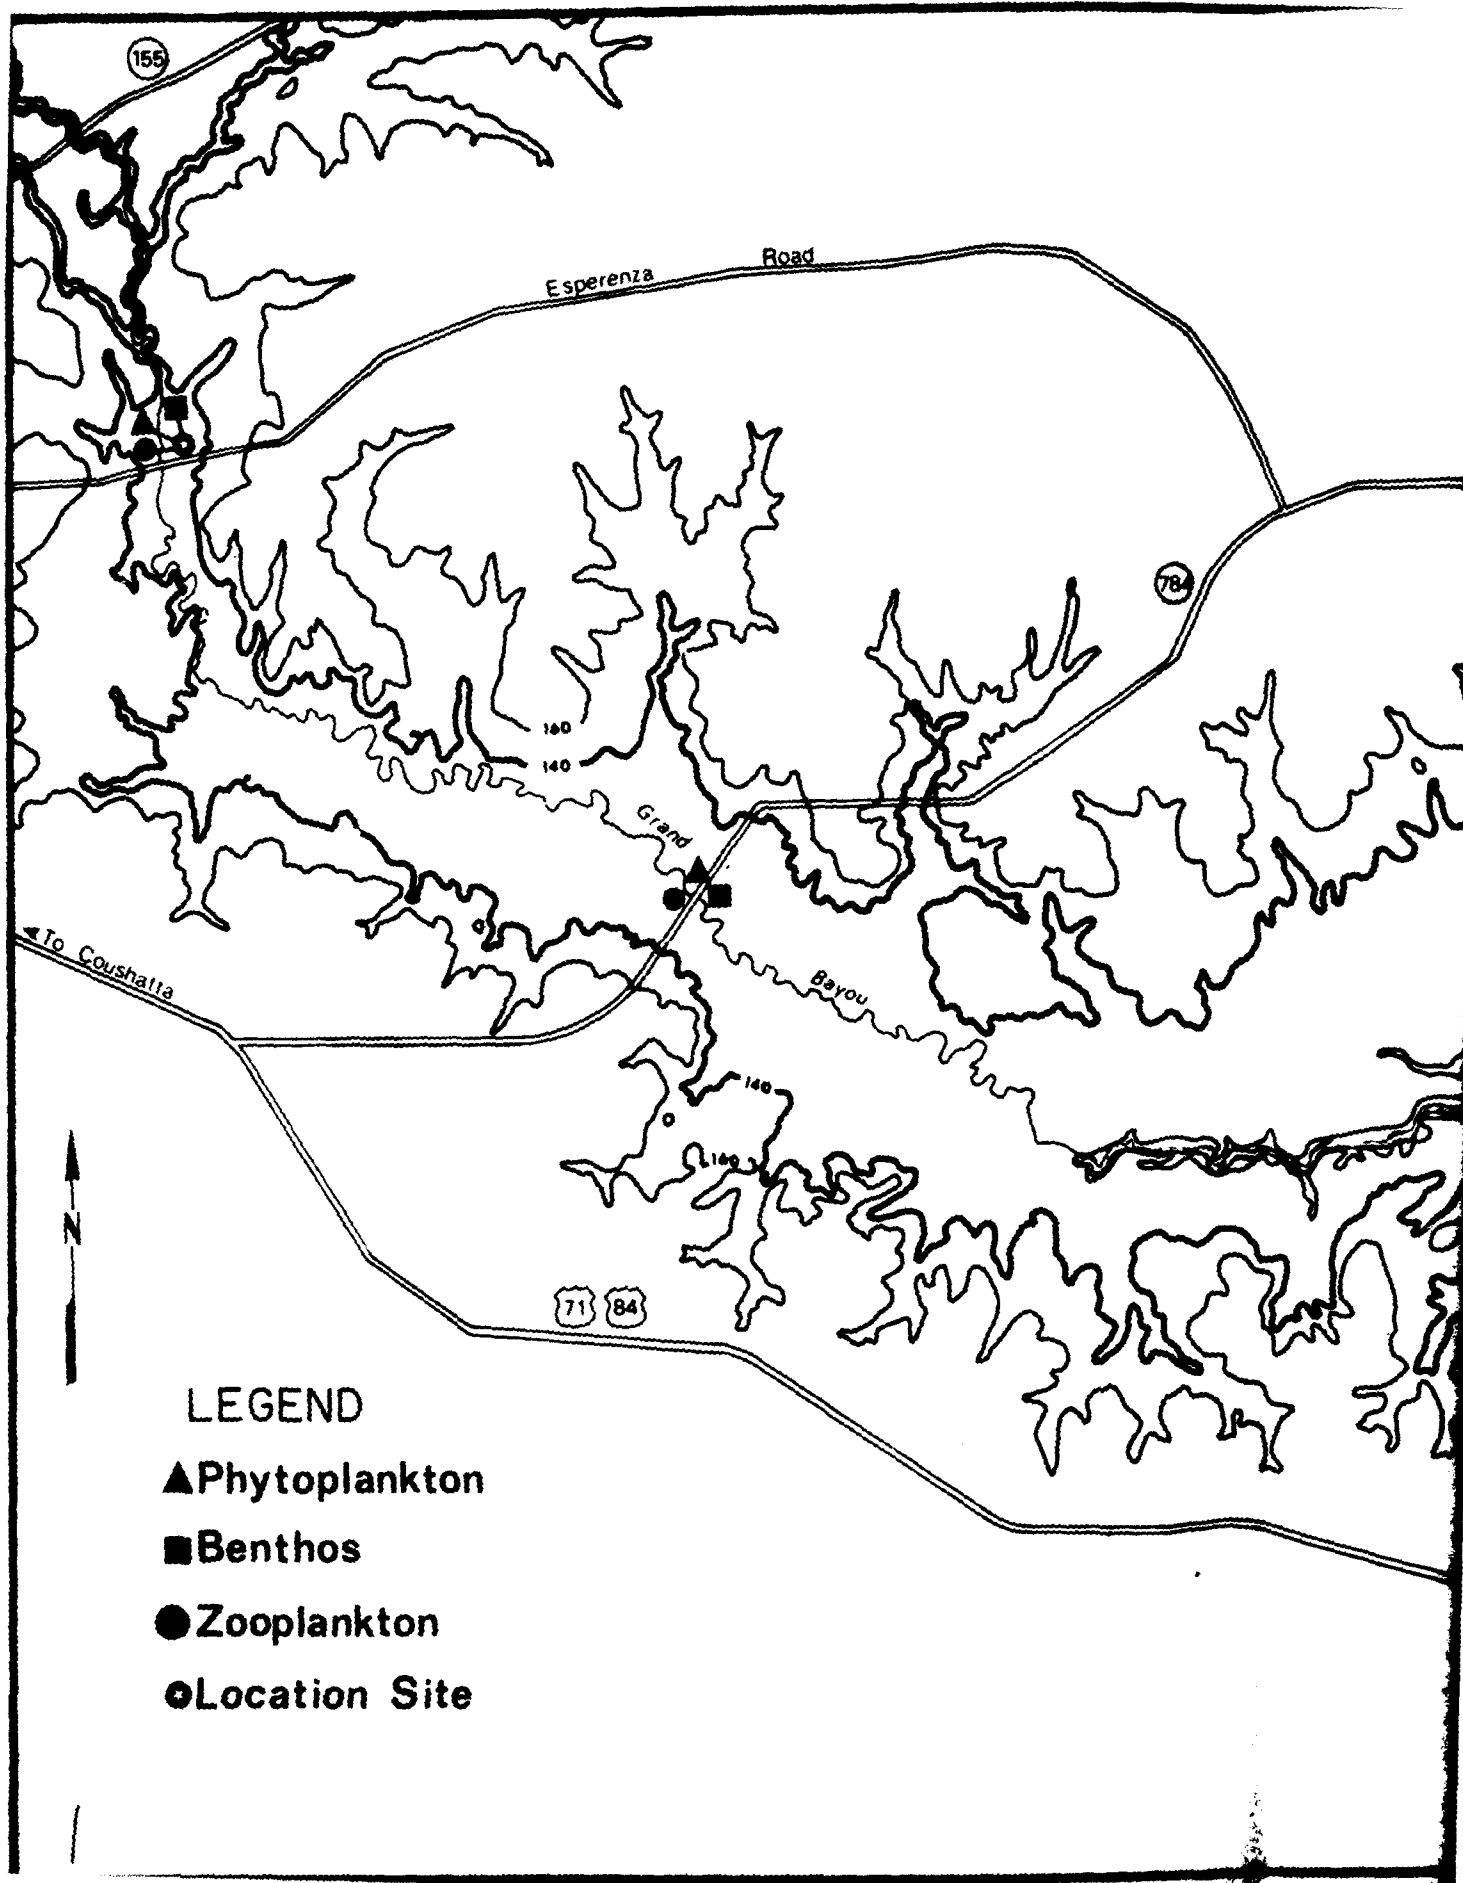 155
Esperenza Road
784
160
140
Grand
Bayou
To Coushatta
140
160
N
71 84
LEGEND
Phytoplankton
Benthos
Zooplankton
Location Site